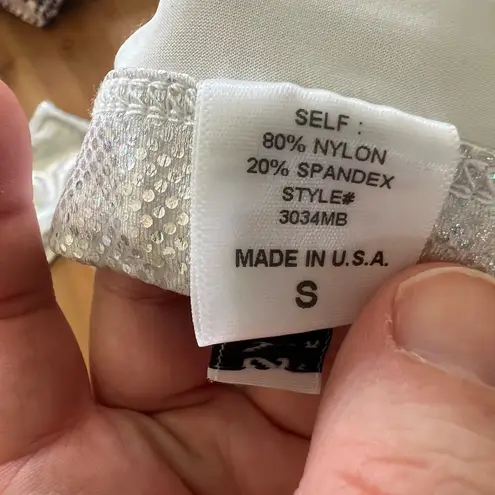 SELF :
80% NYLON
20% SPANDEX
STYLE#
3034MB
MADE IN U.S.A.
S